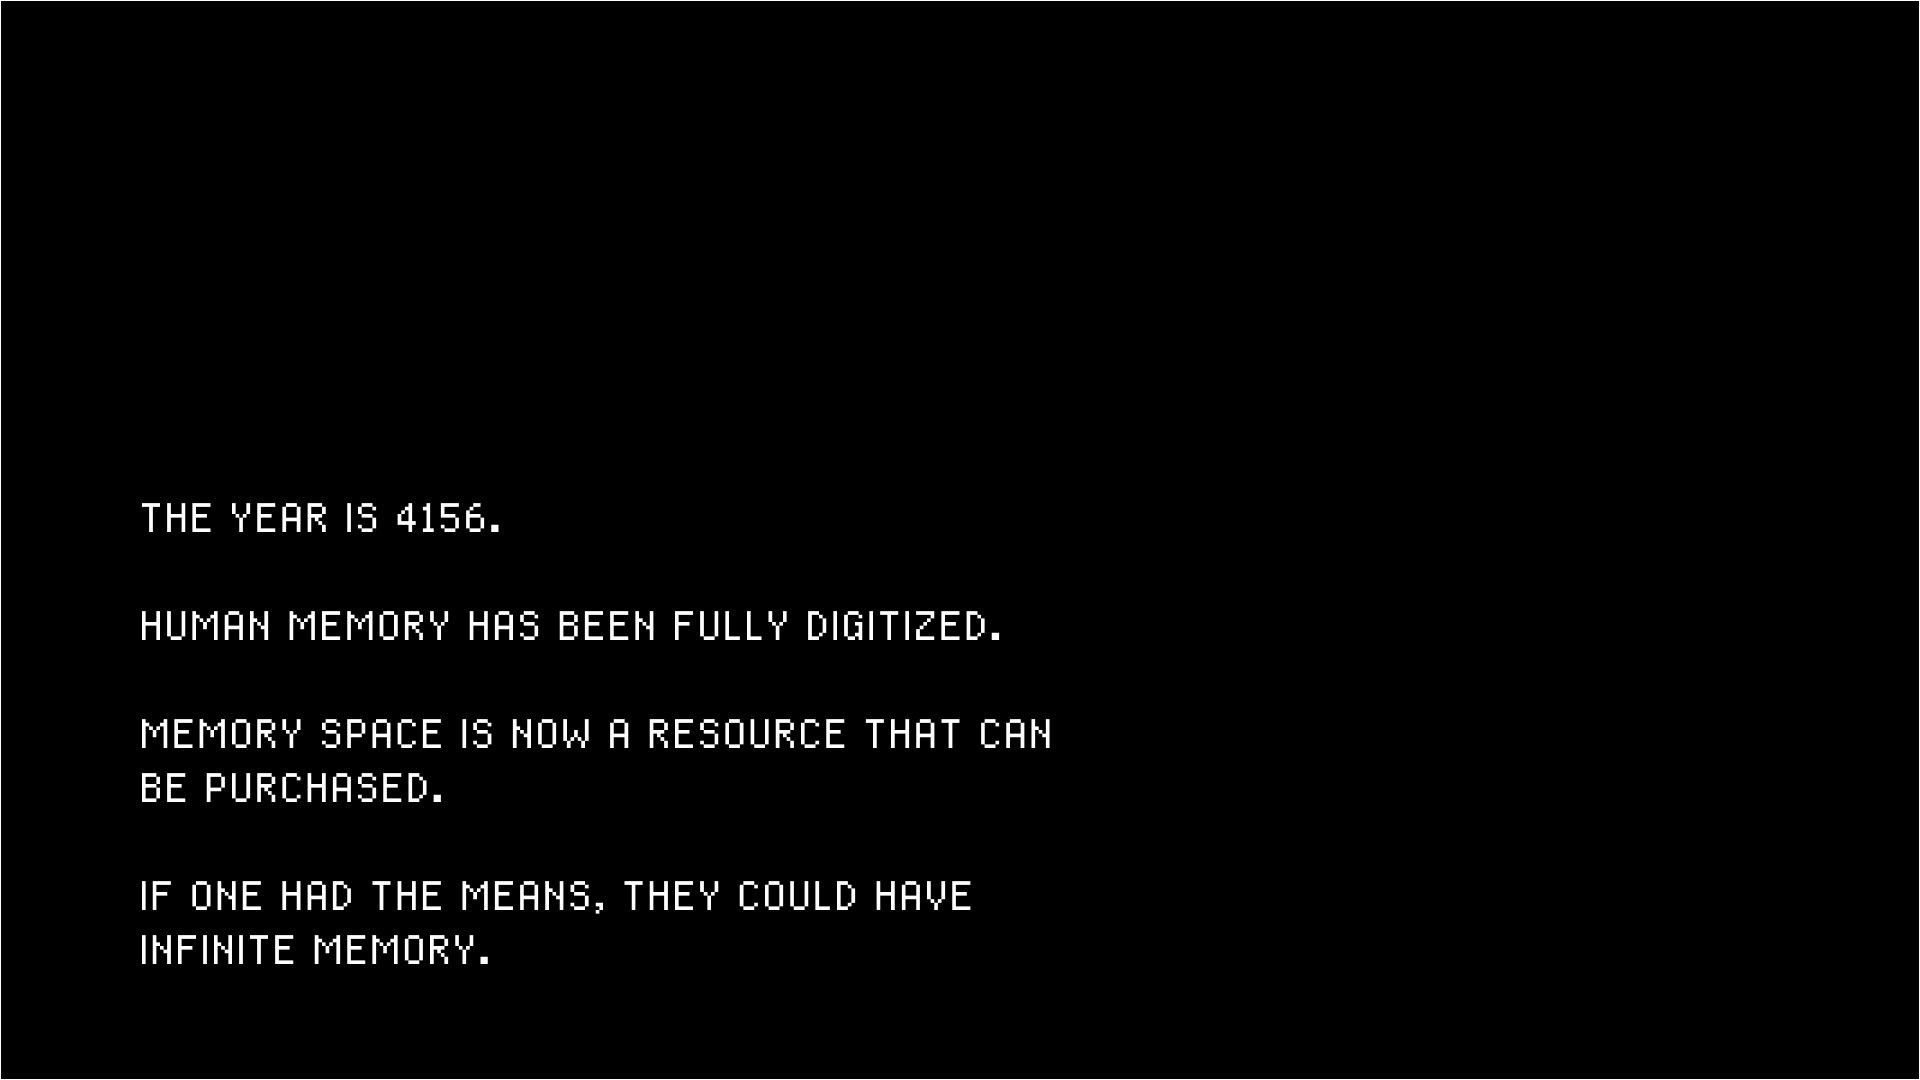 THE YEAR IS 4156.
HUMAN MEMORY HAS BEEN FULLY DIGITIZED.
MEMORY SPACE IS NOW A RESOURCE THAT CAN
BE PURCHASED.
IF ONE HAD THE MEANS, THEY COULD HAVE
INFINITE MEMORY.